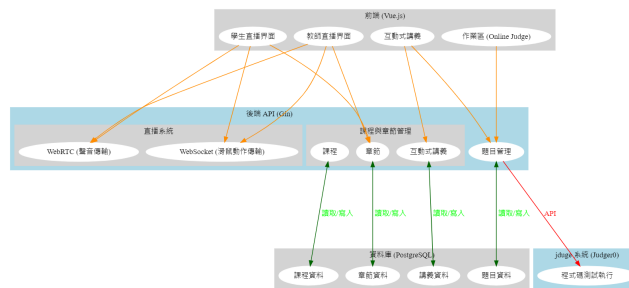 前端 (Vue.js)
學生直播界面
教師直播界面
互動式講義
作業區 (Online Judge)
後端 API (Gin)
直播系統
課程與章節管理
WebRTC (聲音傳輸)
WebSocket (滑鼠動作傳輸)
課程
章節
互動式講義
題目管理
讀取/寫入
讀取/寫入
讀取/寫入
讀取/寫入
API
資料庫 (PostgreSQL)
jduge 系統 (Judger0)
課程資料
章節資料
講義資料
題目資料
程式碼測試執行